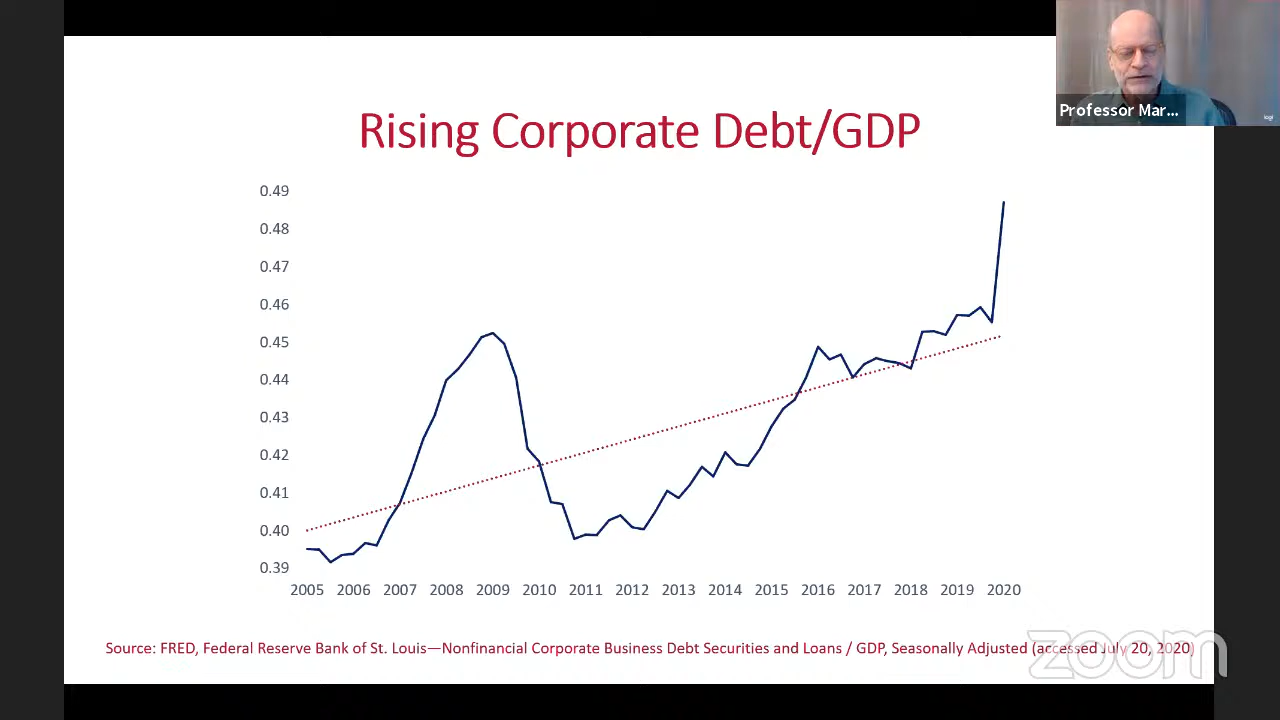 Professor Mar...
logi
Rising Corporate Debt/GDP
0.49
0.48
0.47
0.46
0.45
0.44
0.43
0.42
0.41
0.40
0.39
2005 2006 2007 2008 2009 2010 2011 2012 2013 2014 2015 2016 2017 2018 2019 2020
Source: FRED, Federal Reserve Bank of St. Louis—Nonfinancial Corporate Business Debt Securities and Loans / GDP, Seasonally Adjusted (accessed July 20, 2020)
zoom